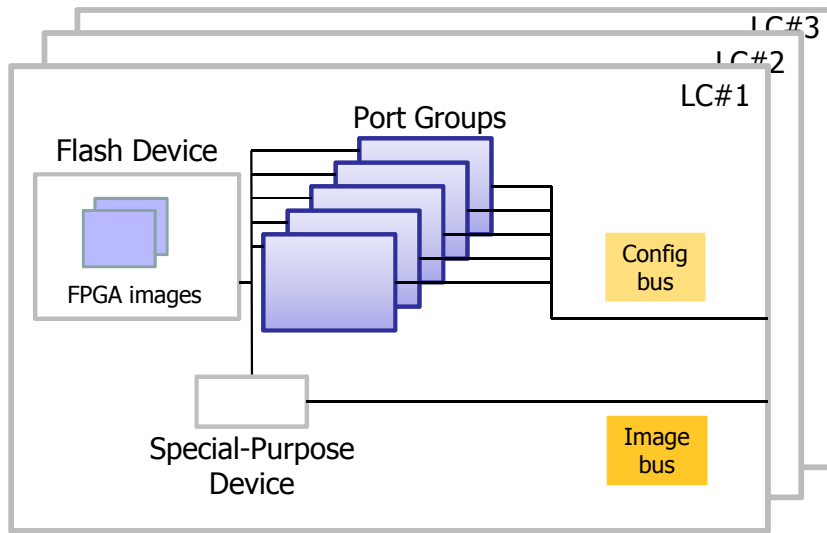 LC#3
LC#2
LC#1
Port Groups
Flash Device
FPGA images
Config
bus
Special-Purpose
Device
Image
bus